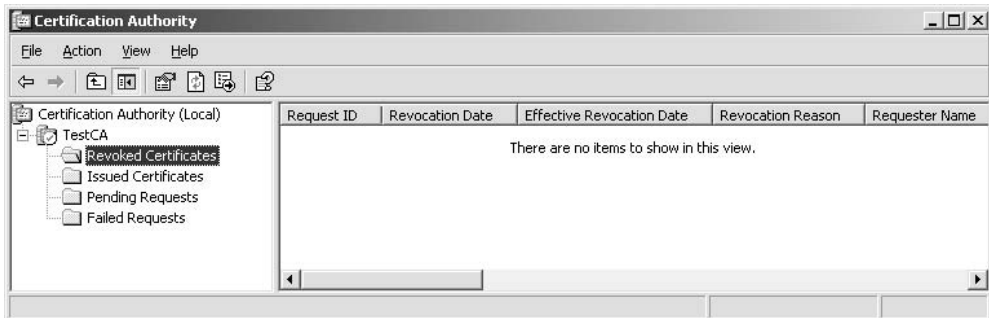 Certification Authority
File Action View Help
Certification Authority (Local)
TestCA
Revoked Certificates
Issued Certificates
Pending Requests
Failed Requests
Request ID Revocation Date Effective Revocation Date Revocation Reason Requester Name
There are no items to show in this view.